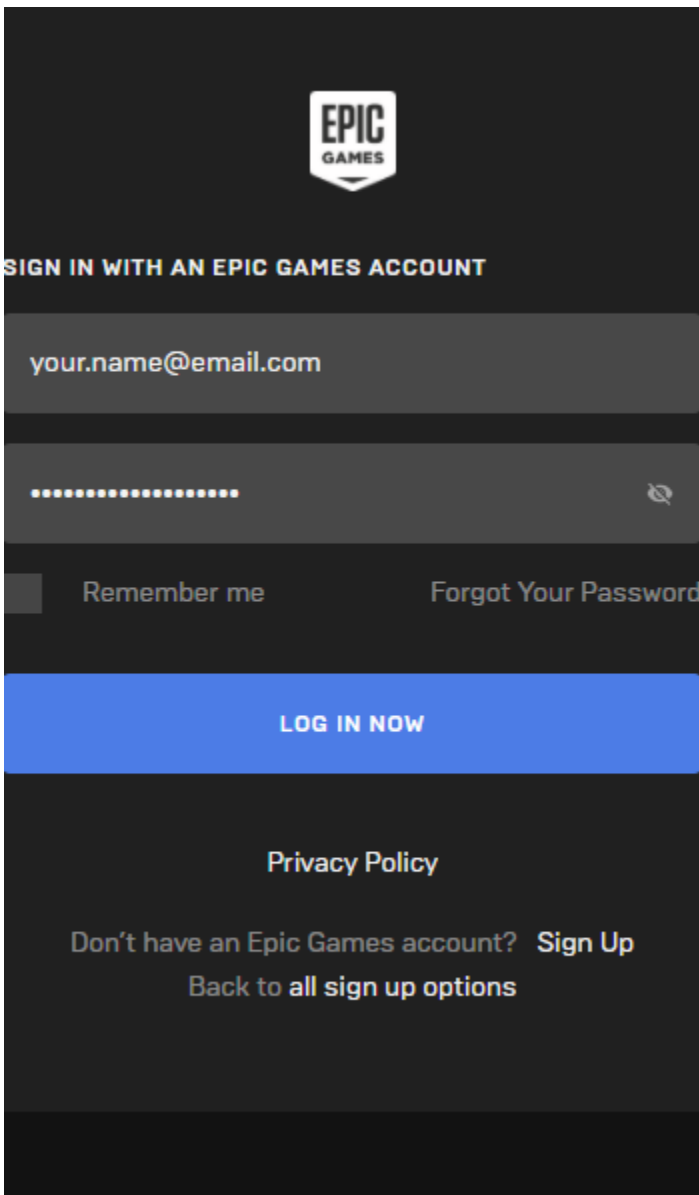 EPIC
GAMES
SIGN IN WITH AN EPIC GAMES ACCOUNT
your.name@email.com
•••••••••••••••••••
Remember me Forgot Your Password
LOG IN NOW
Privacy Policy
Don’t have an Epic Games account? Sign Up
Back to all sign up options